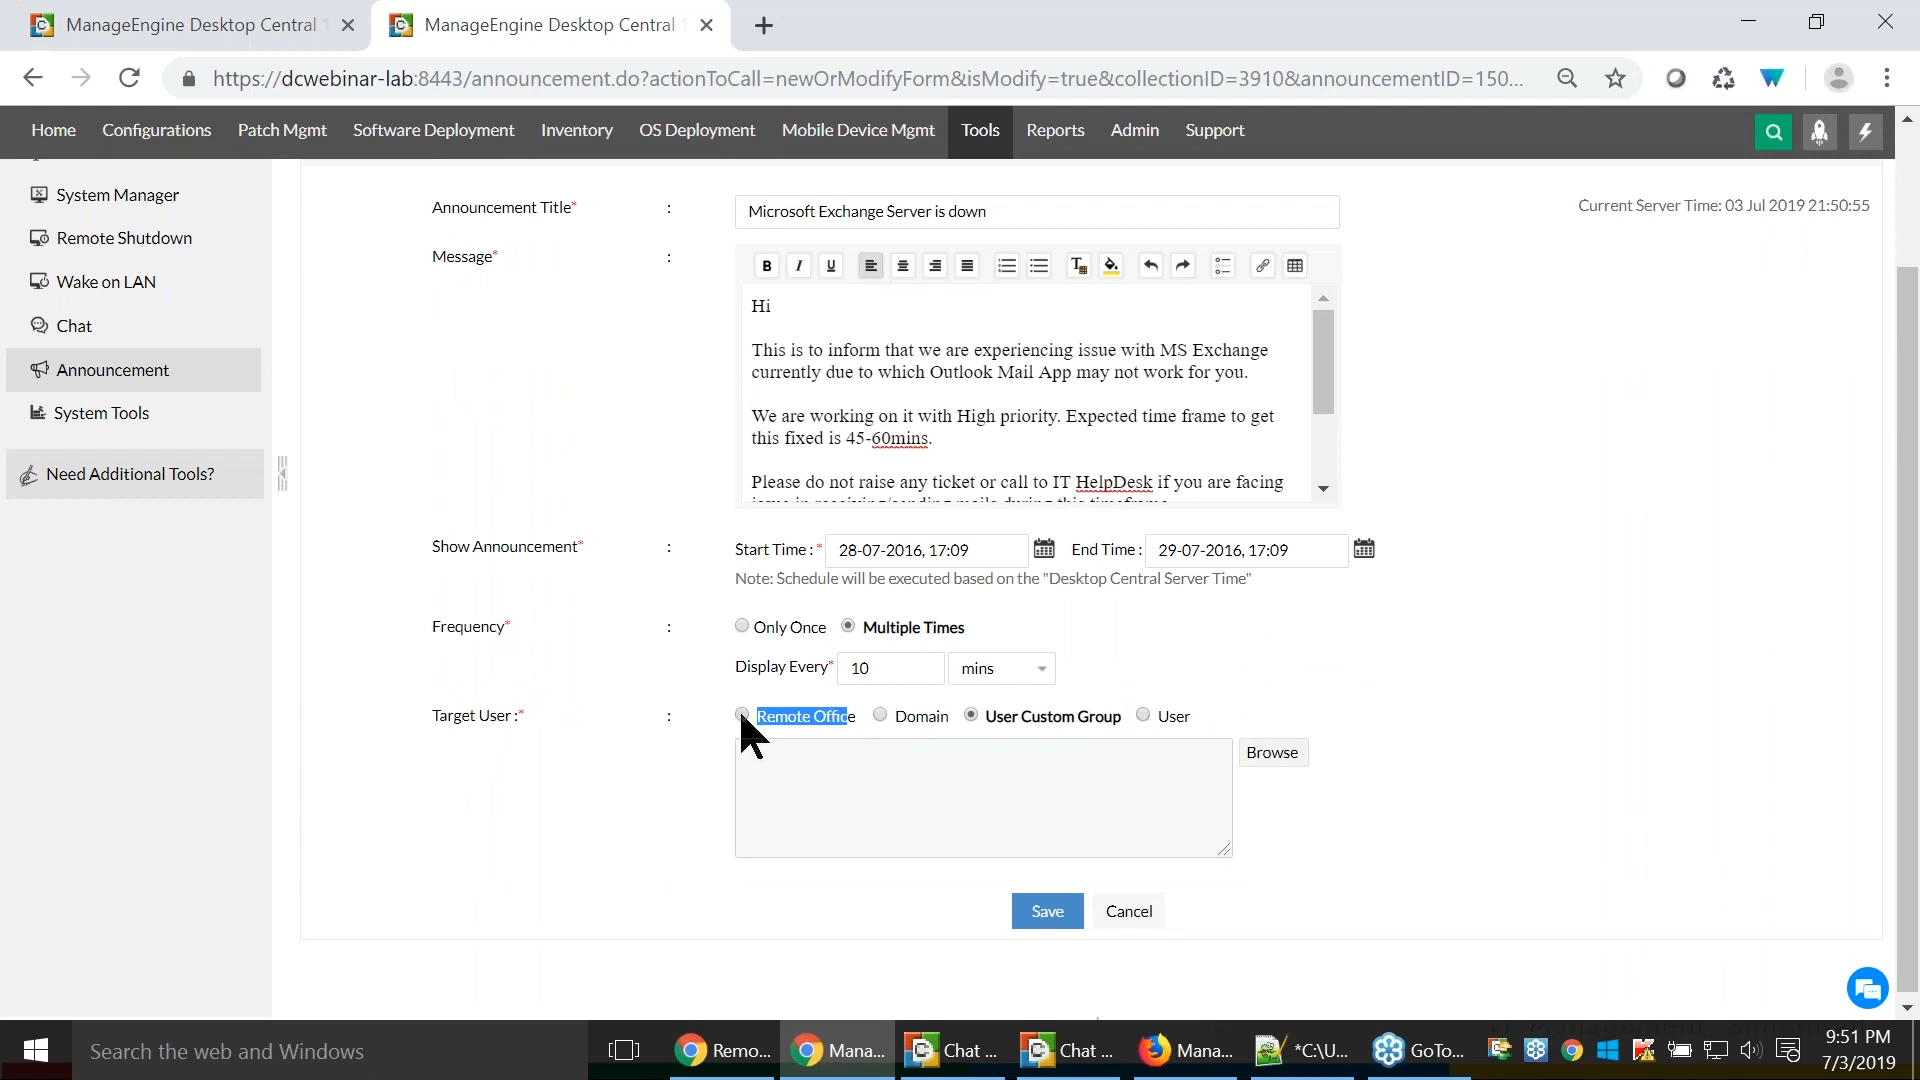 ManageEngine Desktop Central
ManageEngine Desktop Central
https://dcwebinar-lab:8443/announcement.do?actionToCall=newOrModifyForm&isModify=true&collectionID=3910&announcementID=150...
Home Configurations Patch Mgmt Software Deployment Inventory OS Deployment Mobile Device Mgmt Tools Reports Admin Support
System Manager
Remote Shutdown
Wake on LAN
Chat
Announcement
System Tools
Need Additional Tools?
Current Server Time: 03 Jul 2019 21:50:55
Announcement Title* : Microsoft Exchange Server is down
Message* :
B I U
Hi
This is to inform that we are experiencing issue with MS Exchange
currently due to which Outlook Mail App may not work for you.
We are working on it with High priority. Expected time frame to get
this fixed is 45-60mins.
Please do not raise any ticket or call to IT HelpDesk if you are facing
issue in receiving/sending mails during this timeframe
Show Announcement* : Start Time :* 28-07-2016, 17:09 End Time : 29-07-2016, 17:09
Note: Schedule will be executed based on the "Desktop Central Server Time"
Frequency* : Only Once Multiple Times
Display Every* 10 mins
Target User :* : Remote Office Domain User Custom Group User
Browse
Save Cancel
Search the web and Windows
Remo... Mana... Chat ... Chat ... Mana... *C:\U... GoTo...
9:51 PM
7/3/2019